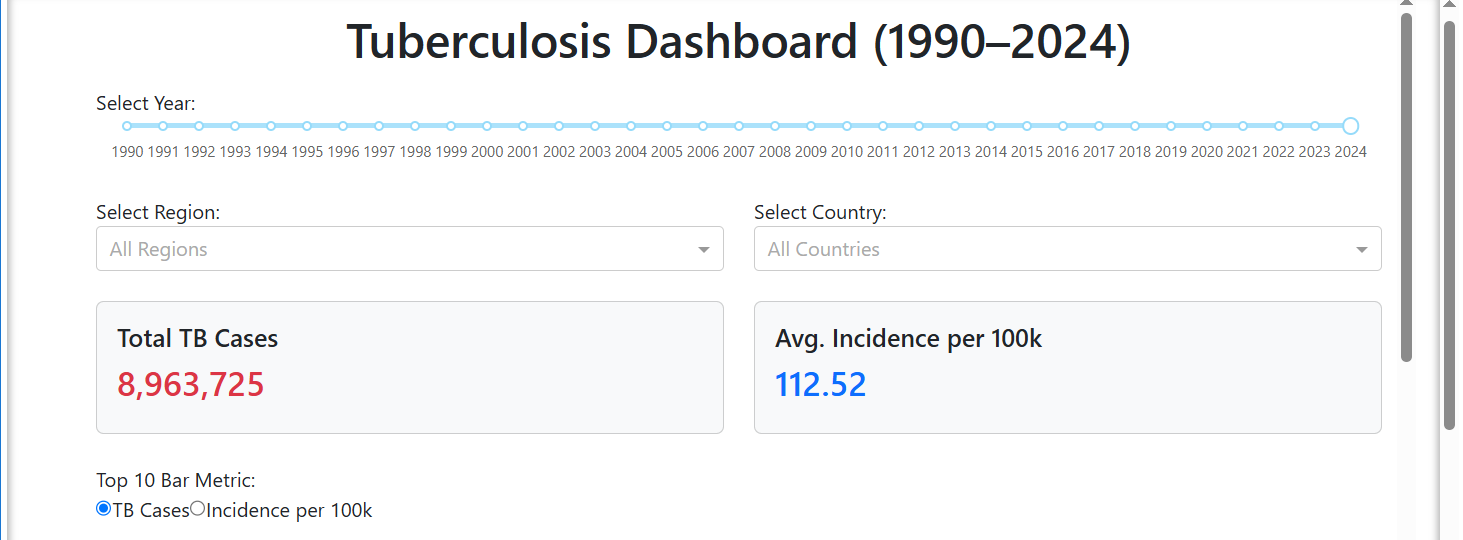 Tuberculosis Dashboard (1990–2024)
Select Year:
1990 1991 1992 1993 1994 1995 1996 1997 1998 1999 2000 2001 2002 2003 2004 2005 2006 2007 2008 2009 2010 2011 2012 2013 2014 2015 2016 2017 2018 2019 2020 2021 2022 2023 2024
Select Region:
All Regions
Select Country:
All Countries
Total TB Cases
8,963,725
Avg. Incidence per 100k
112.52
Top 10 Bar Metric:
TB Cases Incidence per 100k